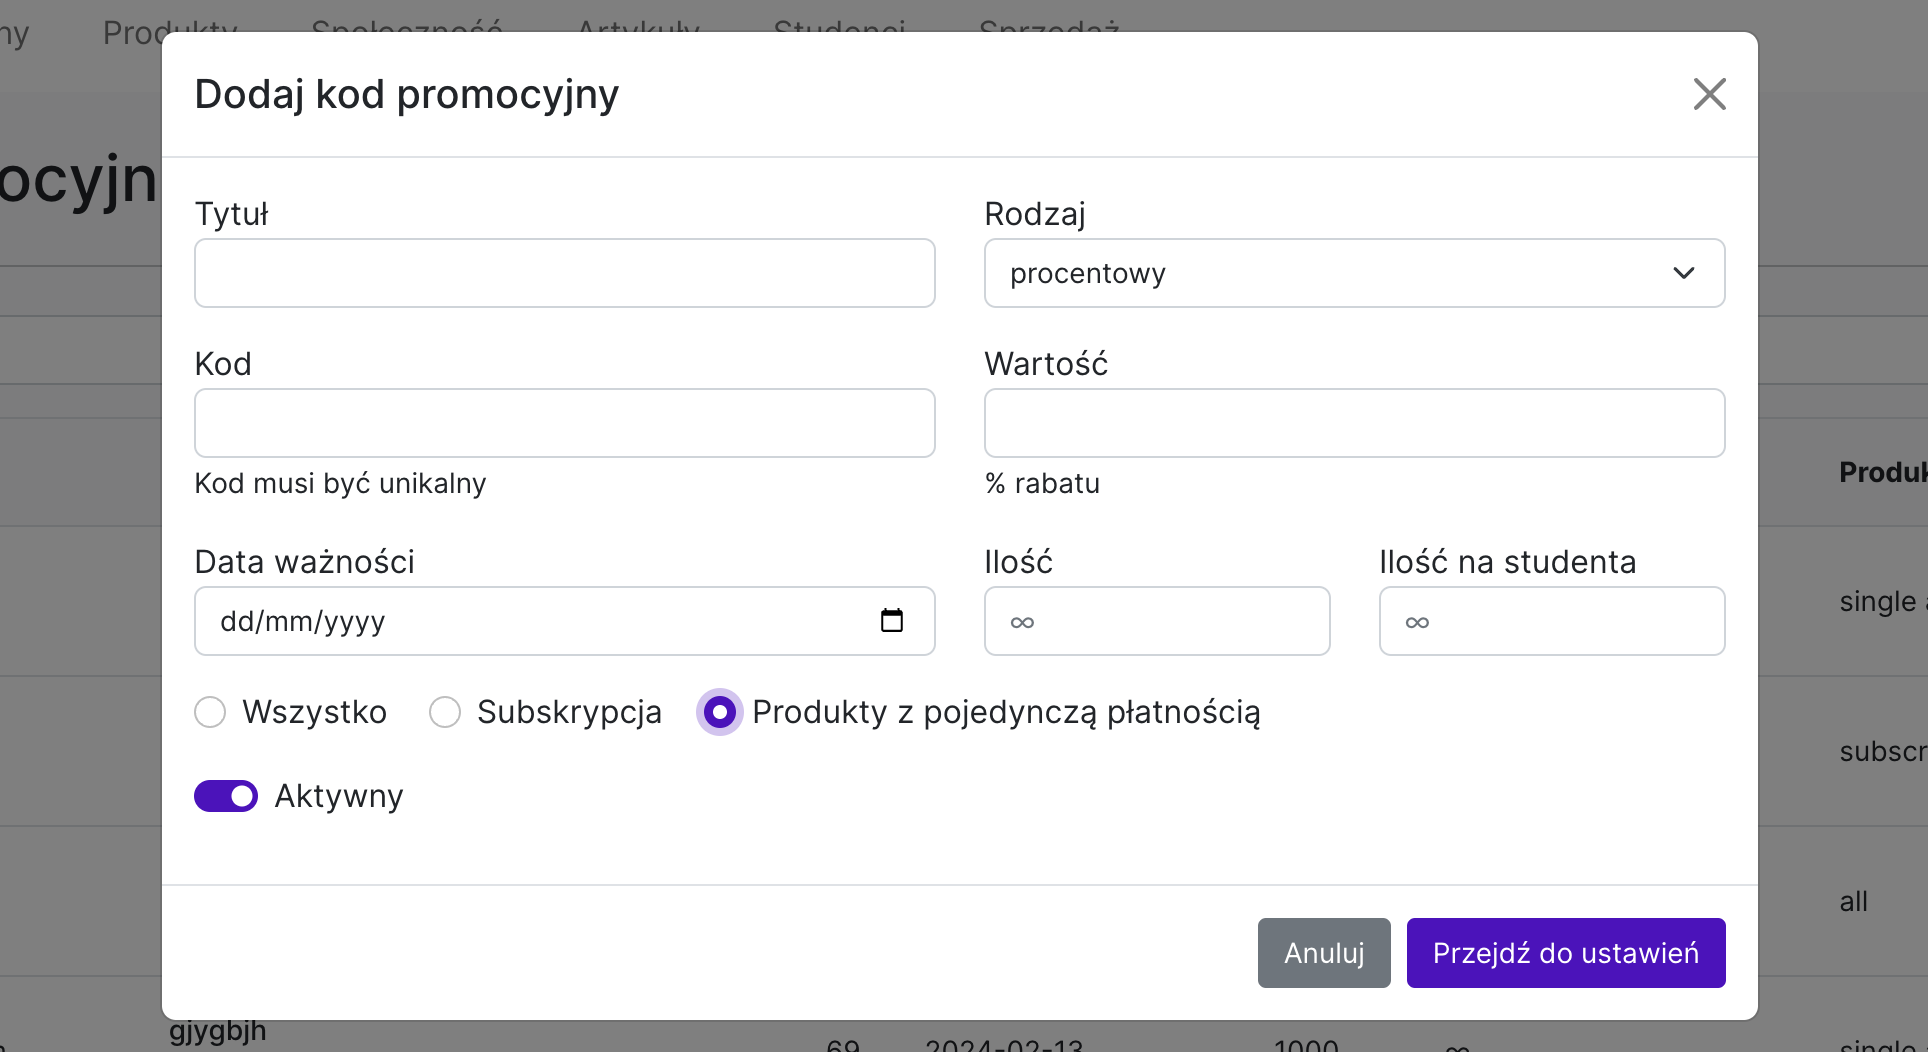 Produkty Społeczność Artykuły Studenci Sprzedaż
Dodaj kod promocyjny
Tytuł
Rodzaj
procentowy
Kod
Wartość
Kod musi być unikalny
% rabatu
Produk
Data ważności
Ilość
Ilość na studenta
dd/mm/yyyy
∞
∞
single
Wszystko Subskrypcja Produkty z pojedynczą płatnością
subscr
Aktywny
all
Anuluj
Przejdź do ustawień
gjygbjh
69 2024-02-13 1000 ∞ single